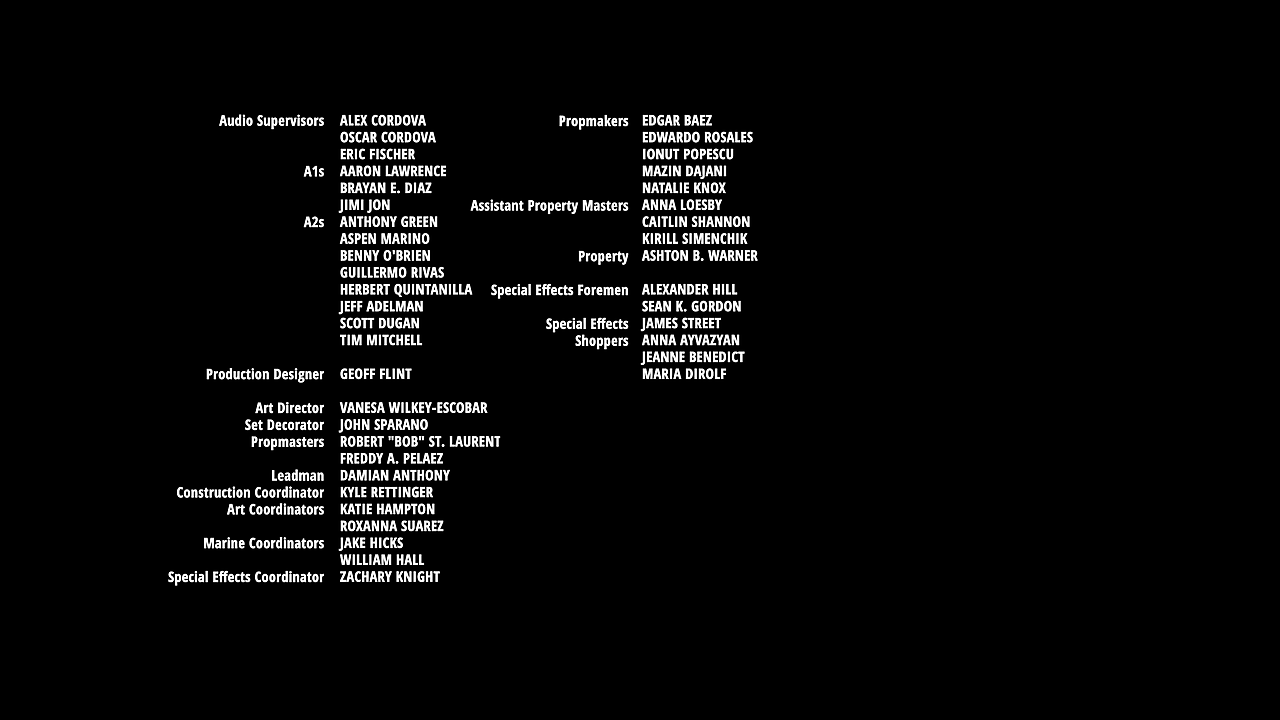 Audio Supervisors ALEX CORDOVA
OSCAR CORDOVA
ERIC FISCHER
A1s AARON LAWRENCE
BRAYAN E. DIAZ
JIMI JON
A2s ANTHONY GREEN
ASPEN MARINO
BENNY O'BRIEN
GUILLERMO RIVAS
HERBERT QUINTANILLA
JEFF ADELMAN
SCOTT DUGAN
TIM MITCHELL
Production Designer GEOFF FLINT
Art Director VANESA WILKEY-ESCOBAR
Set Decorator JOHN SPARANO
Propmasters ROBERT "BOB" ST. LAURENT
FREDDY A. PELAEZ
Leadman DAMIAN ANTHONY
Construction Coordinator KYLE RETTINGER
Art Coordinators KATIE HAMPTON
ROXANNA SUAREZ
Marine Coordinators JAKE HICKS
WILLIAM HALL
Special Effects Coordinator ZACHARY KNIGHT
Propmakers EDGAR BAEZ
EDWARDO ROSALES
IONUT POPESCU
MAZIN DAJANI
NATALIE KNOX
Assistant Property Masters ANNA LOESBY
CAITLIN SHANNON
KIRILL SIMENCHIK
Property ASHTON B. WARNER
Special Effects Foremen ALEXANDER HILL
SEAN K. GORDON
Special Effects JAMES STREET
Shoppers ANNA AYVAZYAN
JEANNE BENEDICT
MARIA DIROLF